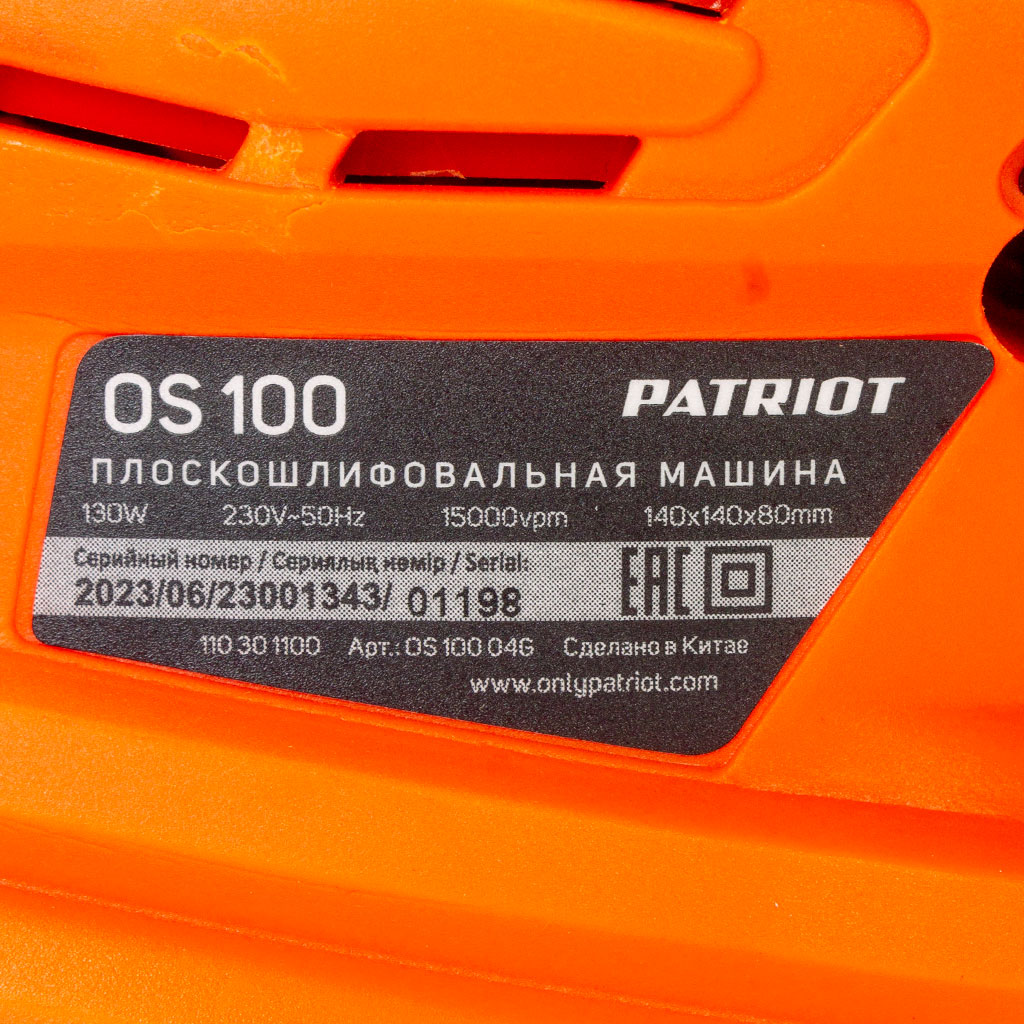 OS 100 PATRIOT
ПЛОСКОШЛИФОВАЛЬНАЯ МАШИНА
130W 230V~50Hz 15000vpm 140x140x80mm
Серийный номер / Сериялық нөмір / Serial:
2023/06/23001343/ 01198 EAC
110 30 1100 Арт.: OS 100 04G Сделано в Китае
www.onlypatriot.com